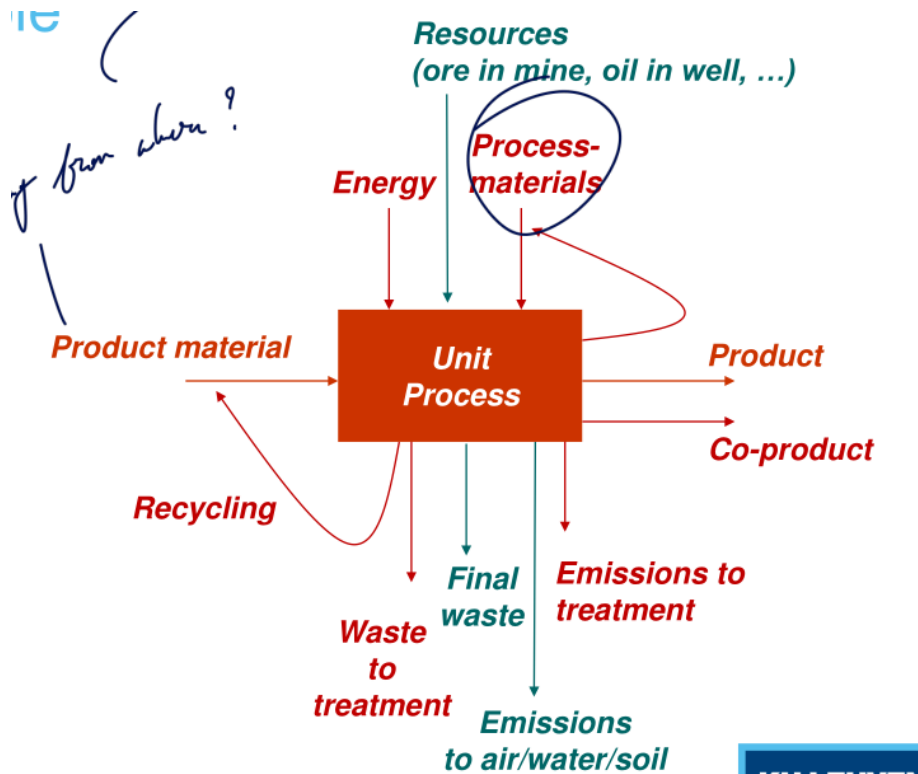 Resources
(ore in mine, oil in well, ...)
from where?
Process-
materials
Energy
Product material
Unit
Process
Product
Co-product
Recycling
Final
waste
Emissions to
treatment
Waste
to
treatment
Emissions
to air/water/soil